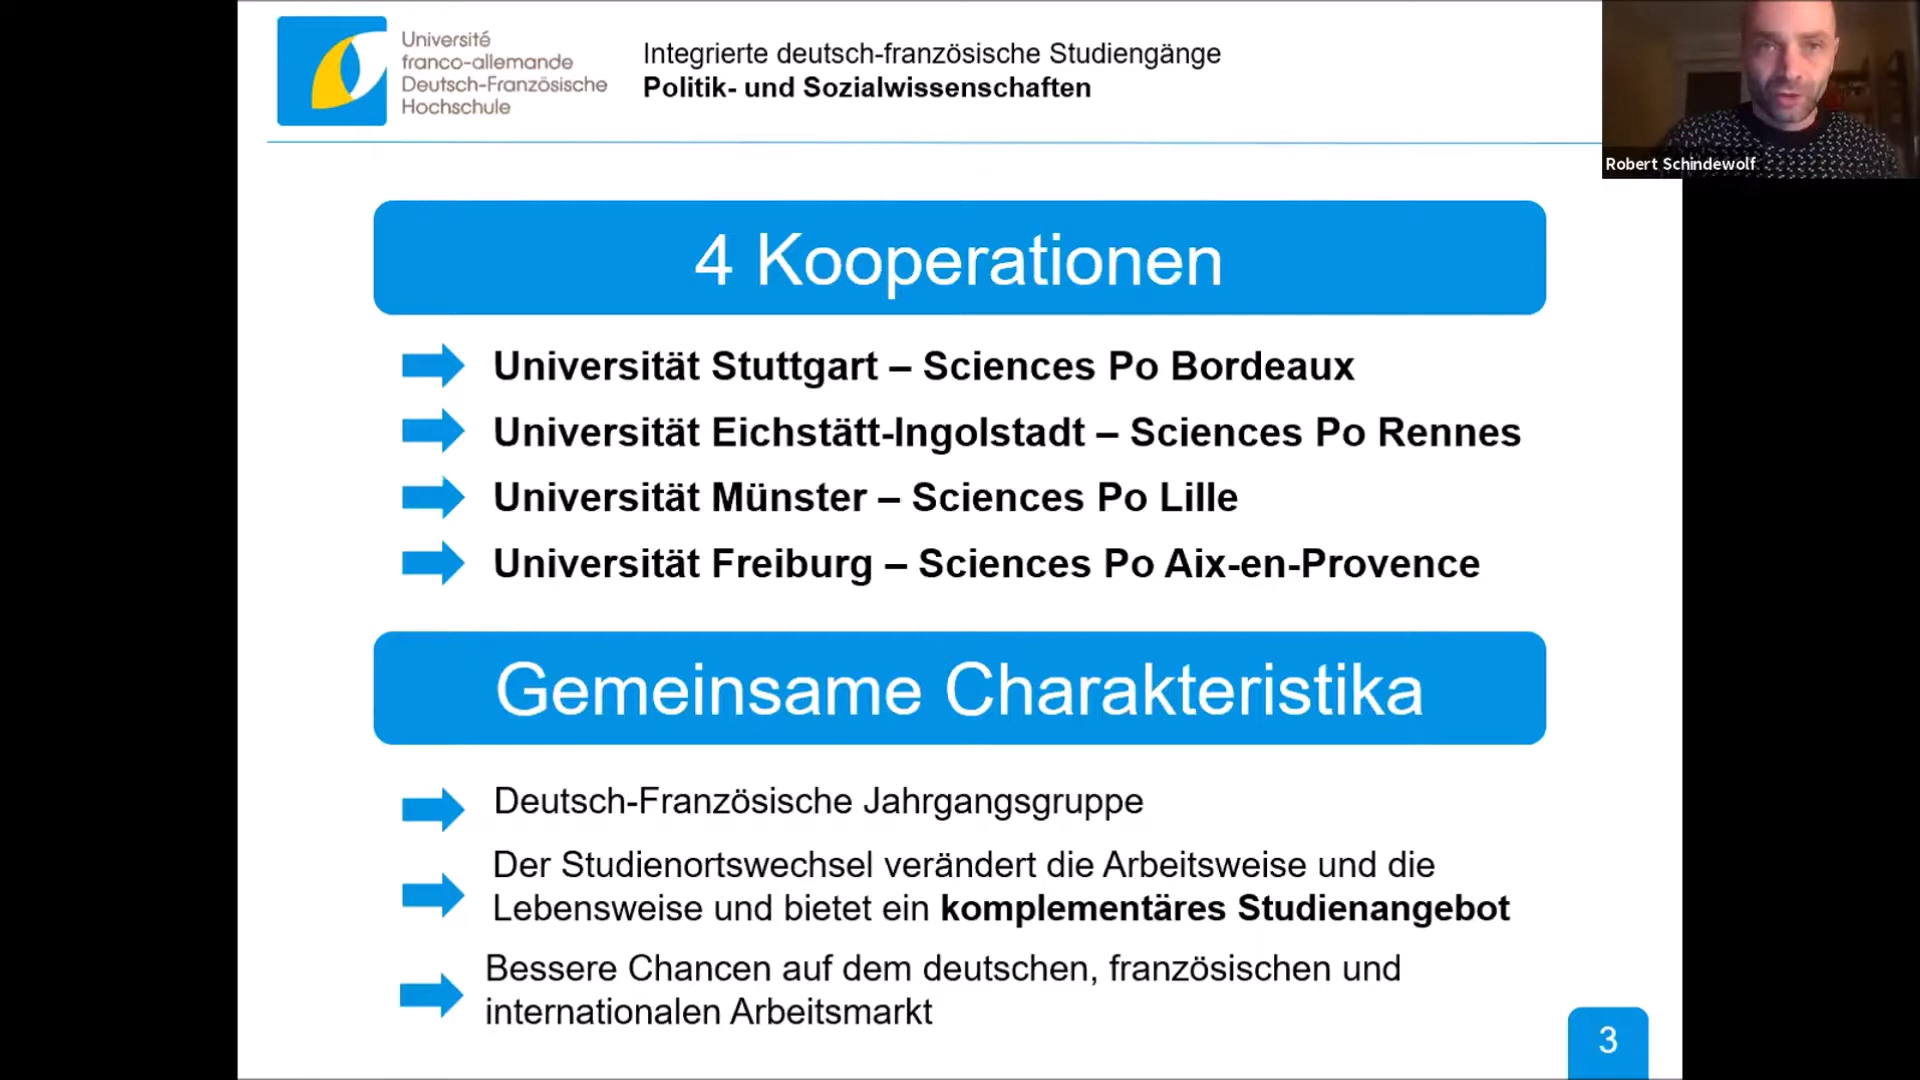 Université
franco-allemande
Deutsch-Französische
Hochschule
Integrierte deutsch-französische Studiengänge
Politik- und Sozialwissenschaften
Robert Schindewolf
4 Kooperationen
Universität Stuttgart – Sciences Po Bordeaux
Universität Eichstätt-Ingolstadt – Sciences Po Rennes
Universität Münster – Sciences Po Lille
Universität Freiburg – Sciences Po Aix-en-Provence
Gemeinsame Charakteristika
Deutsch-Französische Jahrgangsgruppe
Der Studienortswechsel verändert die Arbeitsweise und die
Lebensweise und bietet ein komplementäres Studienangebot
Bessere Chancen auf dem deutschen, französischen und
internationalen Arbeitsmarkt
3